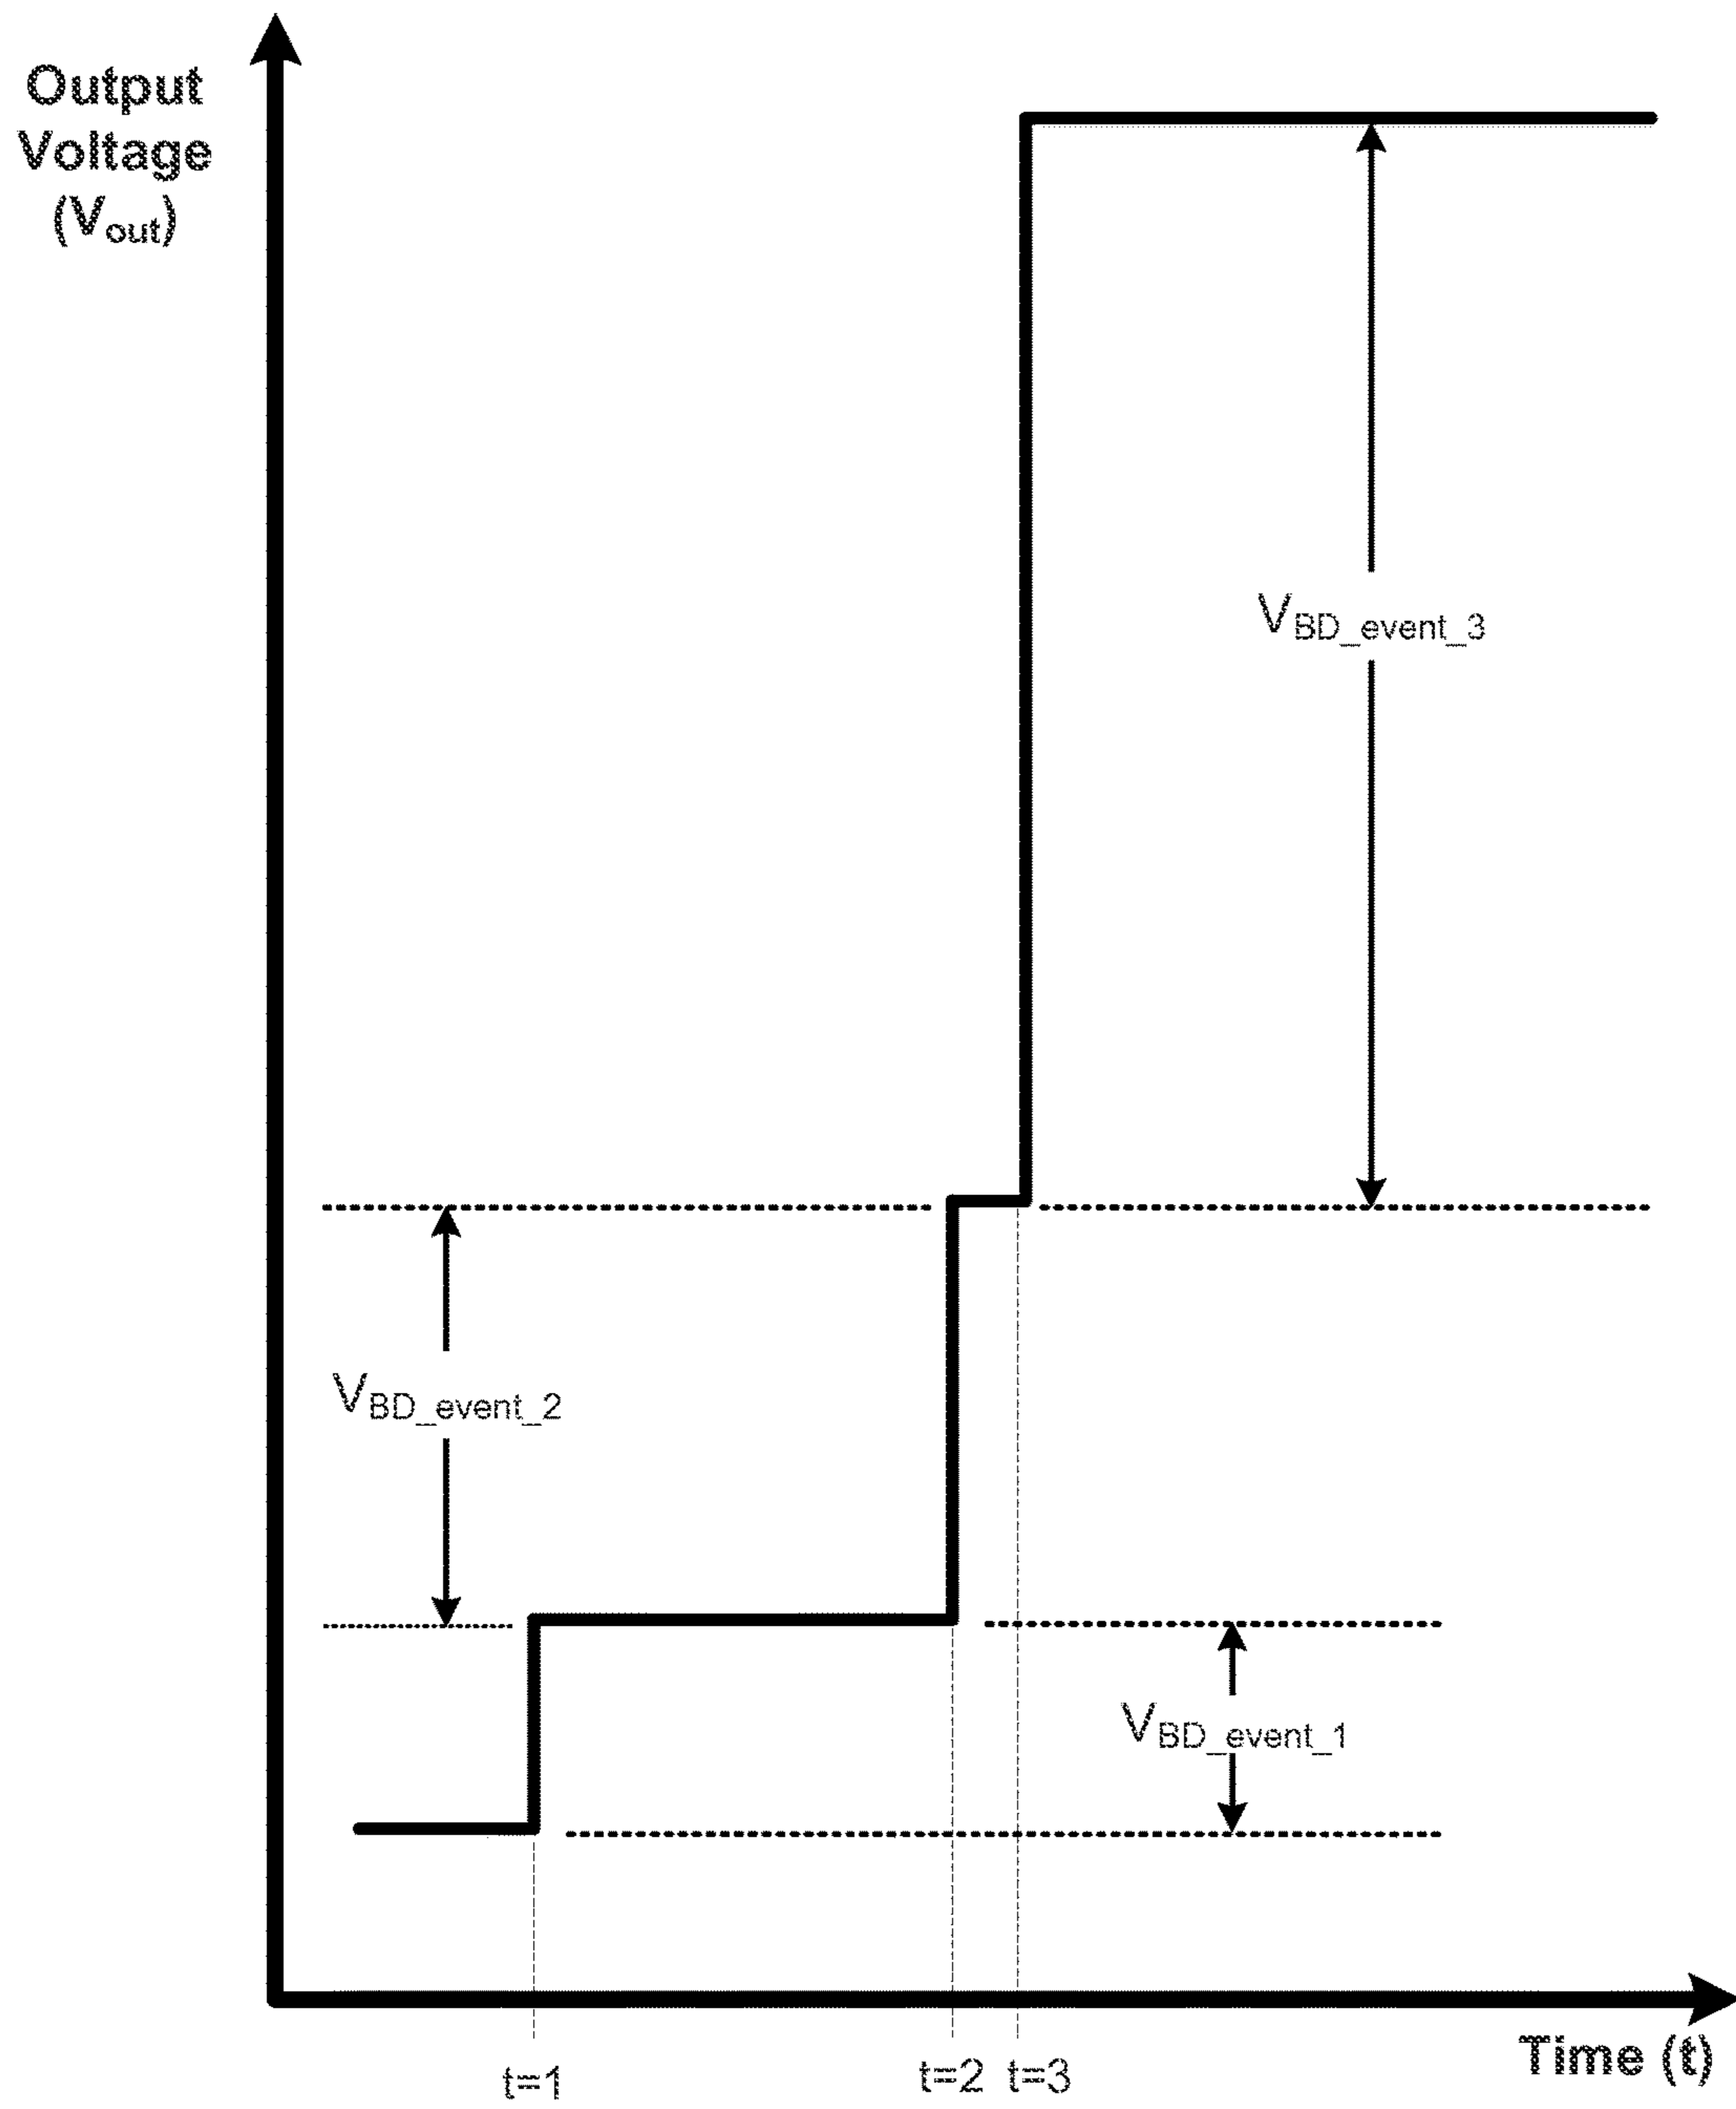 Output
Voltage
(Vout)
VBD_event_3
VBD_event_2
VBD_event_1
t=1
t=2
t=3
Time (t)